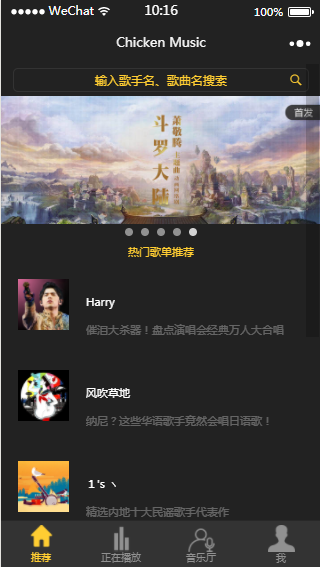 WeChat 10:16 100%
Chicken Music
输入歌手名、歌曲名搜索
首发
斗罗大陆
萧敬腾
主题曲
热门歌单推荐
Harry
催泪大杀器！盘点演唱会经典万人大合唱
风吹草地
纳尼？这些华语歌手竟然会唱日语歌！
1 's ヽ
精选内地十大民谣歌手代表作
推荐 正在播放 音乐厅 我